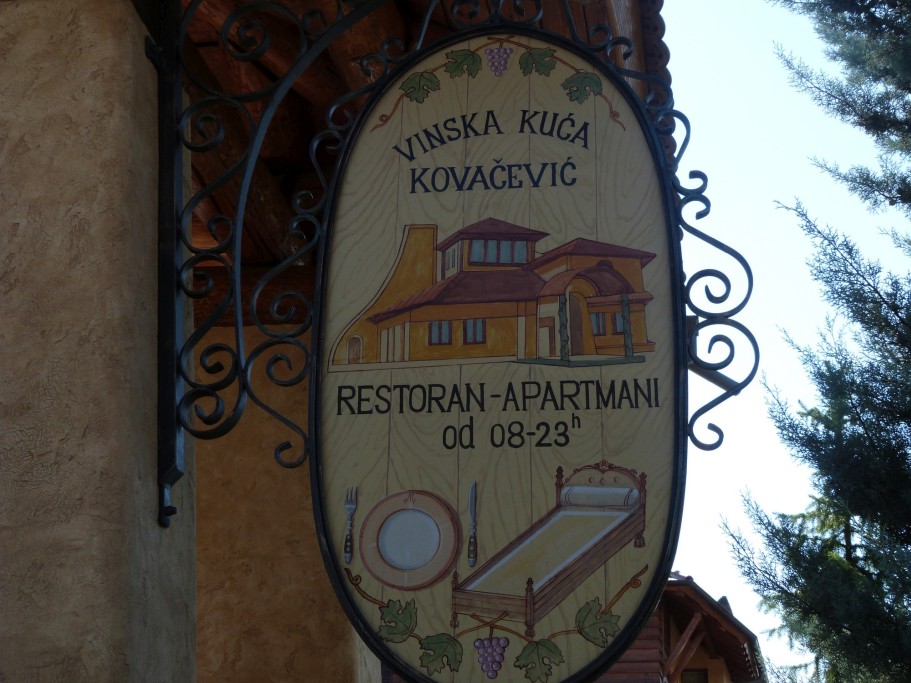 VINSKA KUĆA
KOVAČEVIĆ
RESTORAN-APARTMANI
od 08-23h